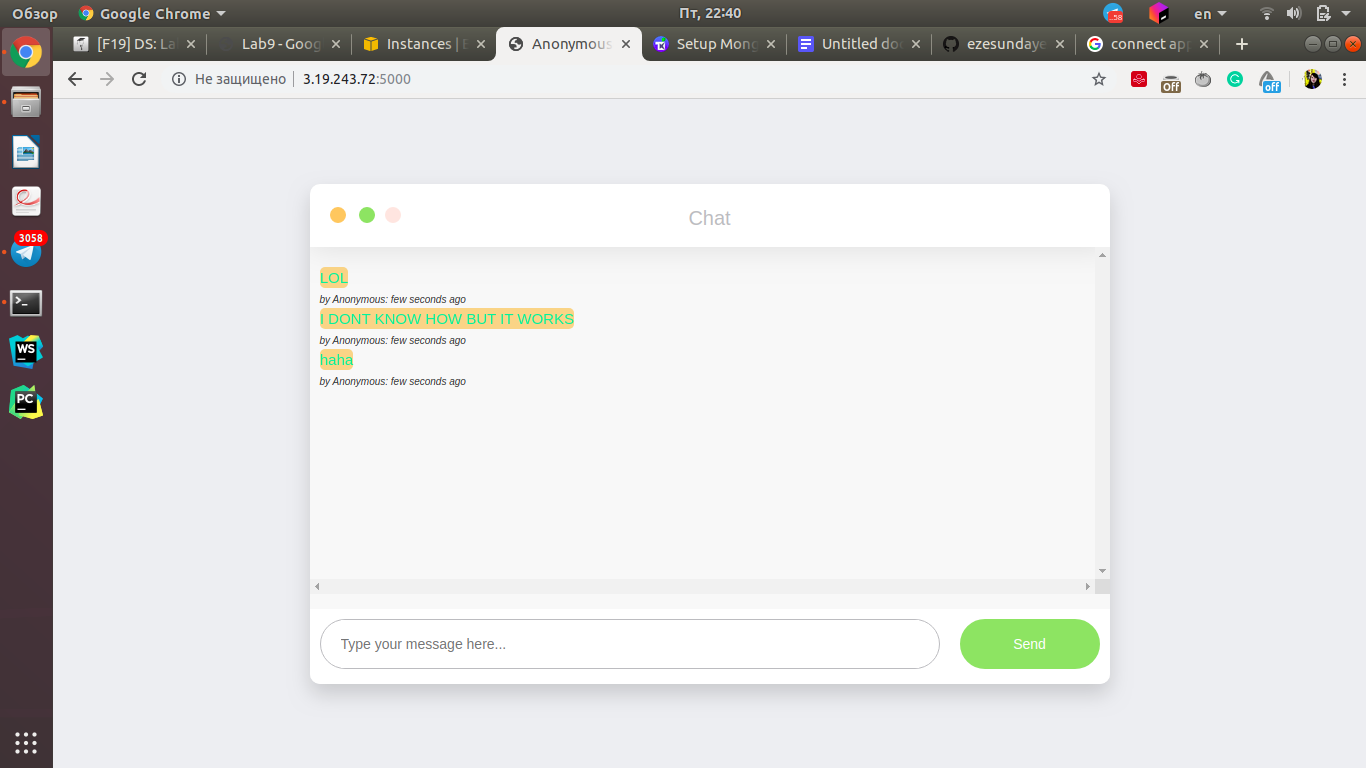 Обзор Google Chrome Пт, 22:40 ...58 en
[F19] DS: La Lab9 - Goog Instances | E Anonymous Setup Mong Untitled do ezesundaye connect app
Не защищено 3.19.243.72:5000 Off off
3058
WS
PC
Chat
LOL
by Anonymous: few seconds ago
I DONT KNOW HOW BUT IT WORKS
by Anonymous: few seconds ago
haha
by Anonymous: few seconds ago
Type your message here... Send